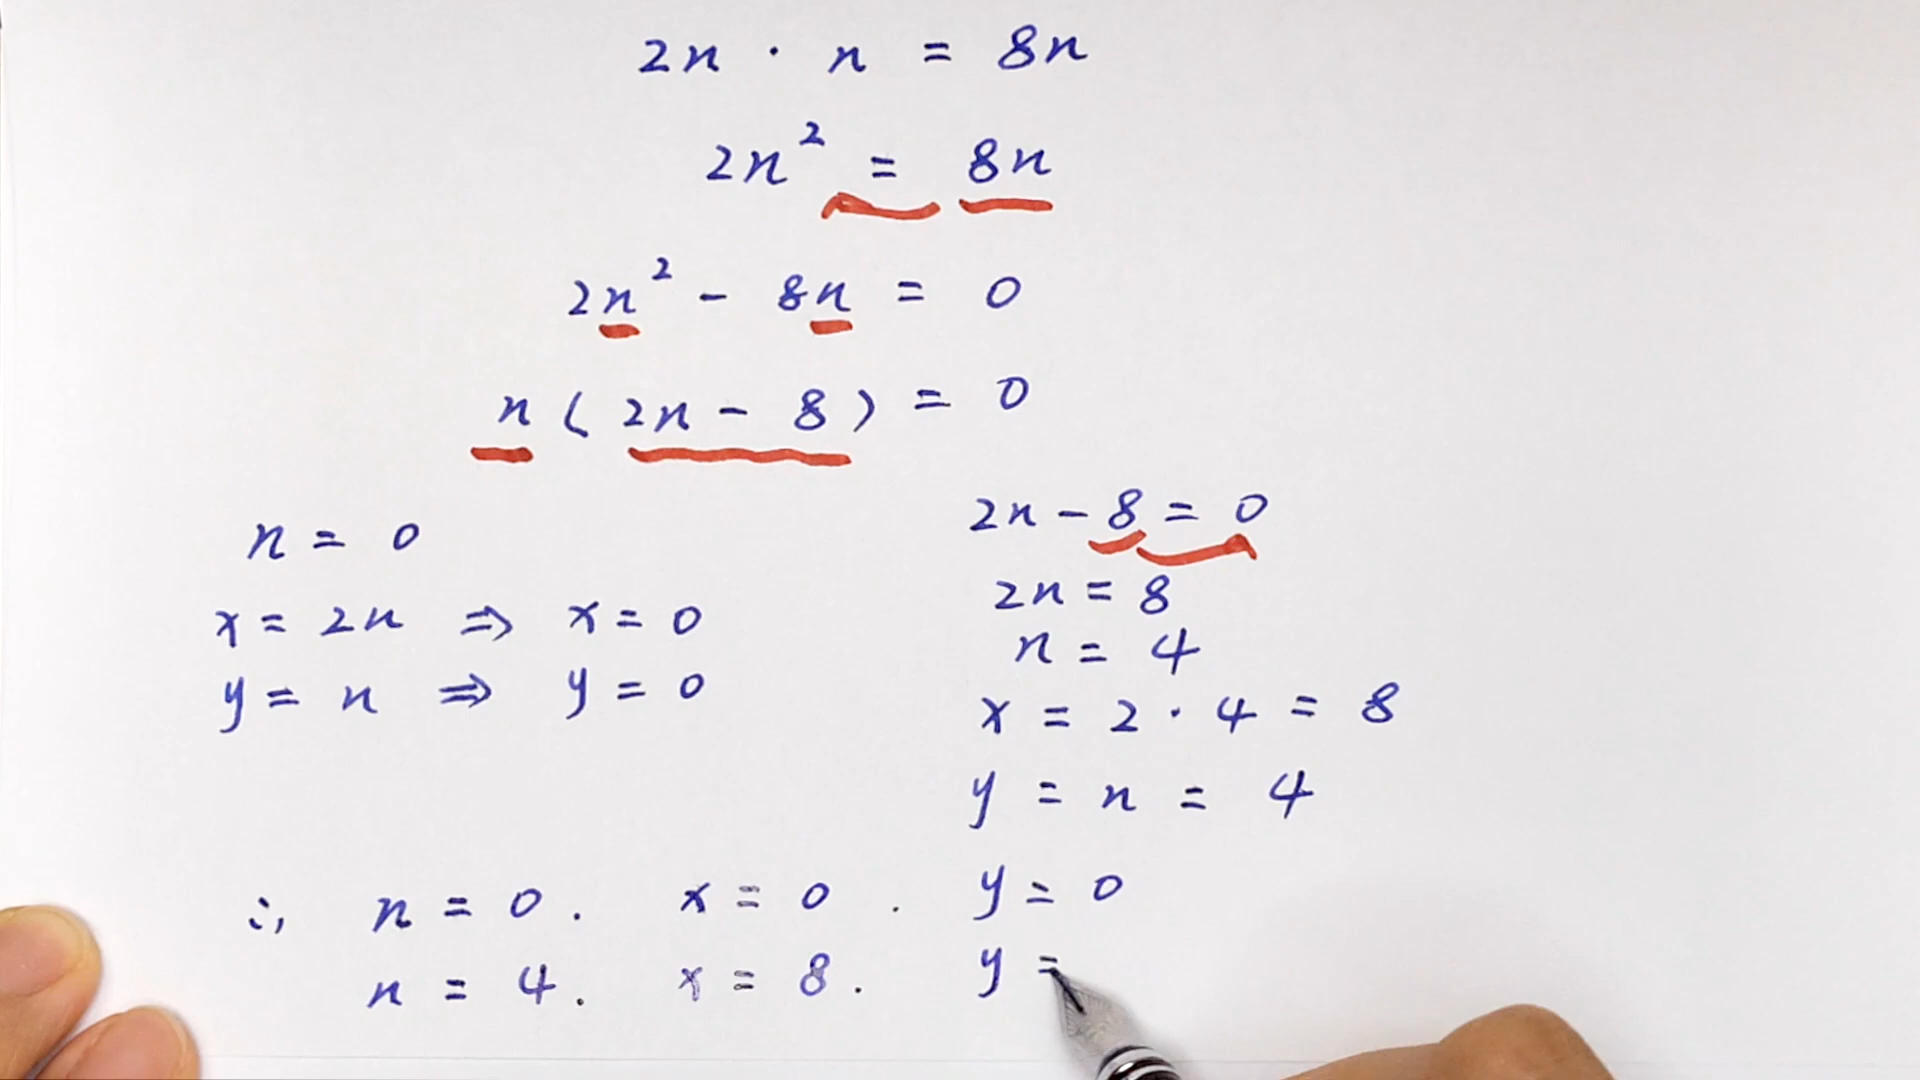 2n · n = 8n
2n² = 8n
2n² - 8n = 0
n ( 2n - 8 ) = 0
n = 0
x = 2n ⇒ x = 0
y = n ⇒ y = 0
2n - 8 = 0
2n = 8
n = 4
x = 2 · 4 = 8
y = n = 4
∴ n = 0 . x = 0 . y = 0
n = 4 . x = 8 . y =